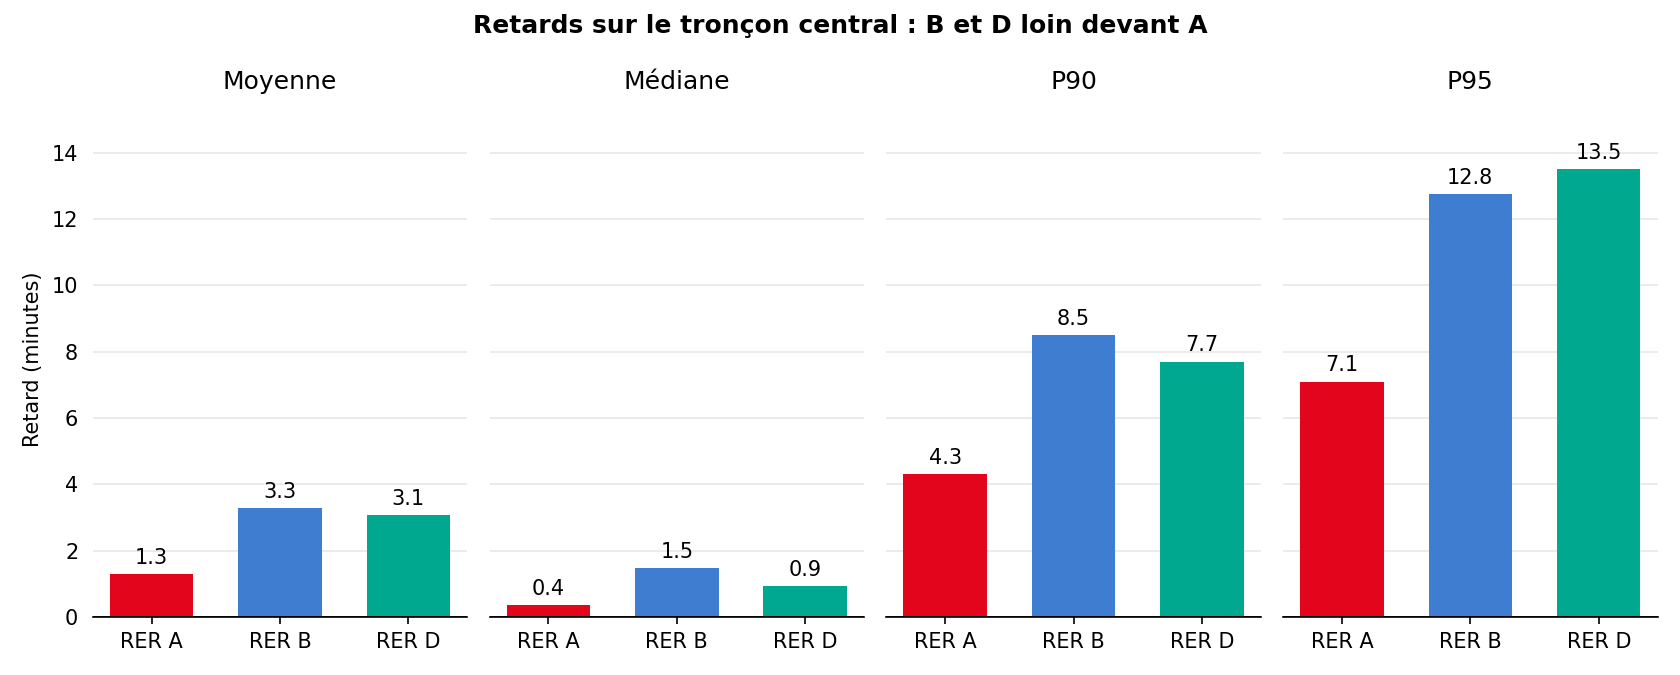 Retards sur le tronçon central : B et D loin devant A
Moyenne
Médiane
P90
P95
Retard (minutes)
14
12
10
8
6
4
2
0
1.3
3.3
3.1
0.4
1.5
0.9
4.3
8.5
7.7
7.1
12.8
13.5
RER A
RER B
RER D
RER A
RER B
RER D
RER A
RER B
RER D
RER A
RER B
RER D